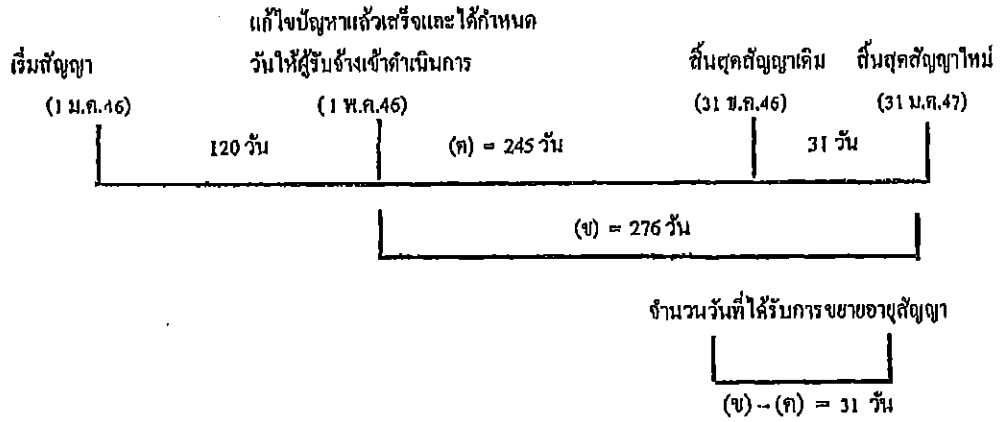 แก้ไขปัญหาแล้วเสร็จและได้กำหนด
เริ่มสัญญา วันให้ผู้รับจ้างเข้าดำเนินการ สิ้นสุดสัญญาเดิม สิ้นสุดสัญญาใหม่
(1 ม.ค.46) (1 พ.ค.46) (31 ธ.ค.46) (31 ม.ค.47)
120 วัน (ค) = 245 วัน 31 วัน
(ข) = 276 วัน
จำนวนวันที่ได้รับการขยายอายุสัญญา
(ข) - (ค) = 31 วัน